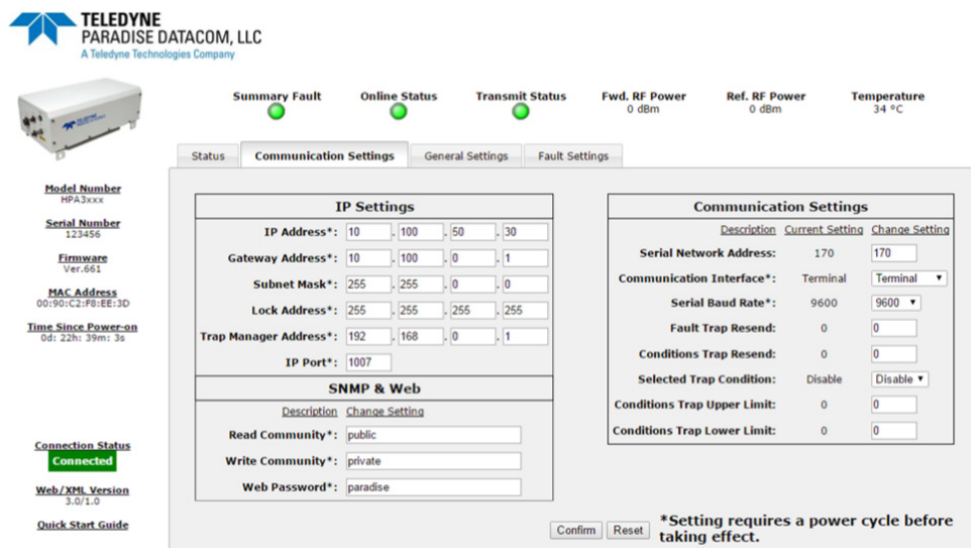 TELEDYNE
PARADISE DATACOM, LLC
A Teledyne Technologies Company
Summary Fault Online Status Transmit Status Fwd. RF Power Ref. RF Power Temperature
0 dBm 0 dBm 34 °C
Status Communication Settings General Settings Fault Settings
Model Number
HPA3xxx
Serial Number
123456
Firmware
Ver.661
MAC Address
00:90:C2:F8:EE:3D
Time Since Power-on
0d: 22h: 39m: 3s
Connection Status
Connected
Web/XML Version
3.0/1.0
Quick Start Guide
IP Settings
IP Address*: 10 . 100 . 50 . 30
Gateway Address*: 10 . 100 . 0 . 1
Subnet Mask*: 255 . 255 . 0 . 0
Lock Address*: 255 . 255 . 255 . 255
Trap Manager Address*: 192 . 168 . 0 . 1
IP Port*: 1007
SNMP & Web
Description Change Setting
Read Community*: public
Write Community*: private
Web Password*: paradise
Communication Settings
Description Current Setting Change Setting
Serial Network Address: 170 170
Communication Interface*: Terminal Terminal
Serial Baud Rate*: 9600 9600
Fault Trap Resend: 0 0
Conditions Trap Resend: 0 0
Selected Trap Condition: Disable Disable
Conditions Trap Upper Limit: 0 0
Conditions Trap Lower Limit: 0 0
Confirm Reset
*Setting requires a power cycle before
taking effect.